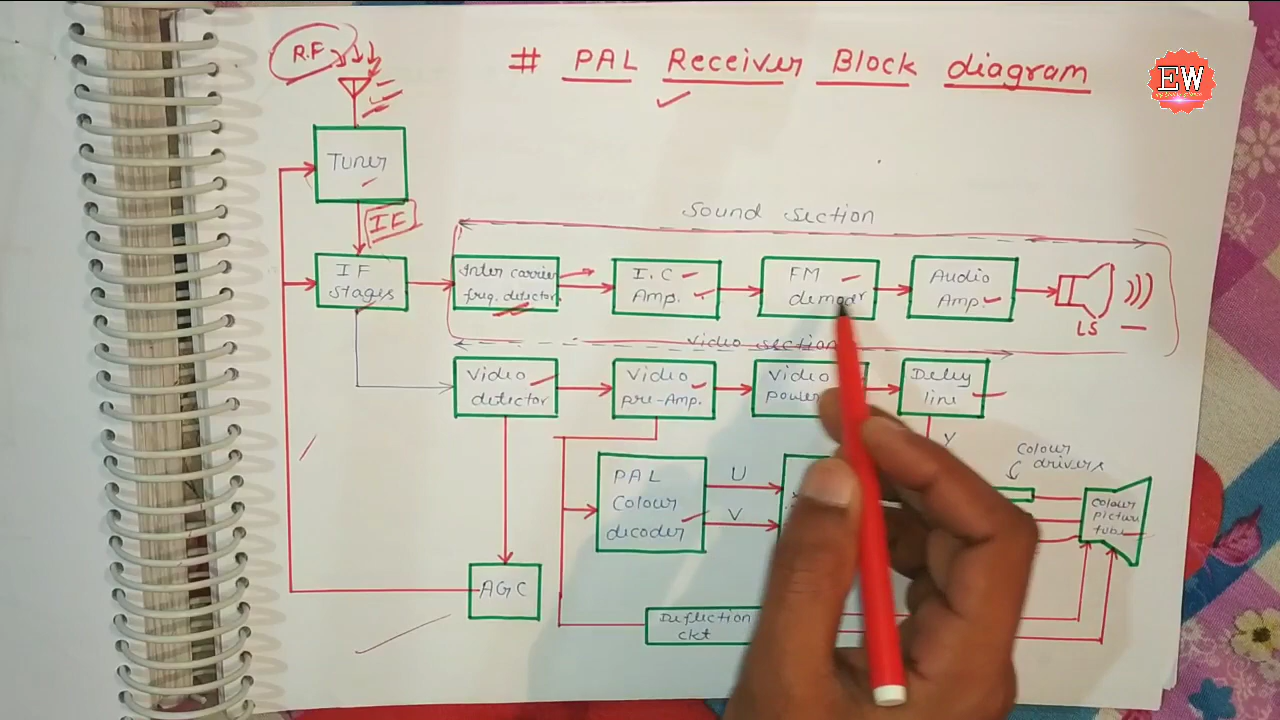 # PAL Receiver Block diagram
R.F
EW
Tuner
IF
Sound section
IF
Stages
Inter carrier
freq. detector
I.C
Amp.
FM
Audio
Amp.
LS
Video section
Video
detector
Video
pre-Amp.
Video
power
Delay
line
Y
Colour
drivers
PAL
Colour
decoder
U
V
Colour
picture
tube
AGC
Deflection
ckt